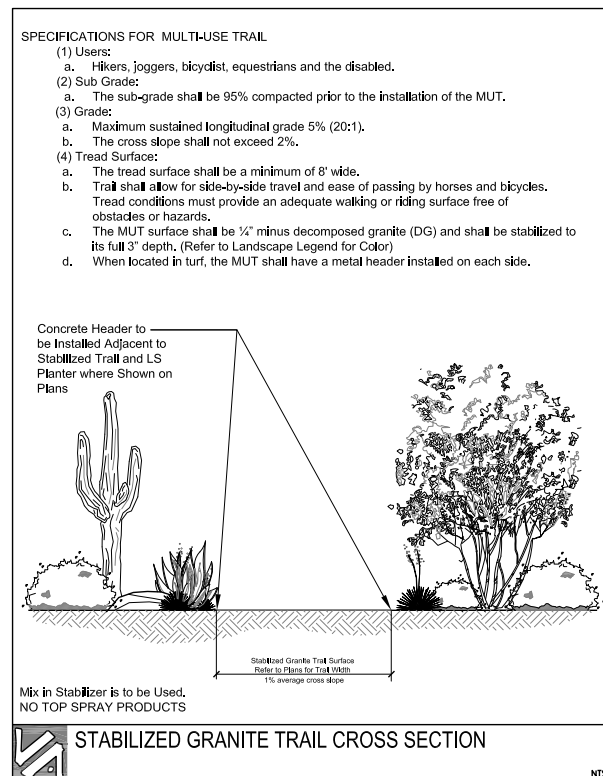 SPECIFICATIONS FOR MULTI-USE TRAIL
(1) Users:
a. Hikers, joggers, bicyclist, equestrians and the disabled.
(2) Sub Grade:
a. The sub-grade shall be 95% compacted prior to the installation of the MUT.
(3) Grade:
a. Maximum sustained longitudinal grade 5% (20:1).
b. The cross slope shall not exceed 2%.
(4) Tread Surface:
a. The tread surface shall be a minimum of 8' wide.
b. Trail shall allow for side-by-side travel and ease of passing by horses and bicycles.
Tread conditions must provide an adequate walking or riding surface free of
obstacles or hazards.
c. The MUT surface shall be ¼" minus decomposed granite (DG) and shall be stabilized to
its full 3" depth. (Refer to Landscape Legend for Color)
d. When located in turf, the MUT shall have a metal header installed on each side.
Concrete Header to
be Installed Adjacent to
Stabilized Trail and LS
Planter where Shown on
Plans
Stabilized Granite Trail Surface
Refer to Plans for Trail Width
1% average cross slope
Mix in Stabilizer is to be Used.
NO TOP SPRAY PRODUCTS
STABILIZED GRANITE TRAIL CROSS SECTION
NTS